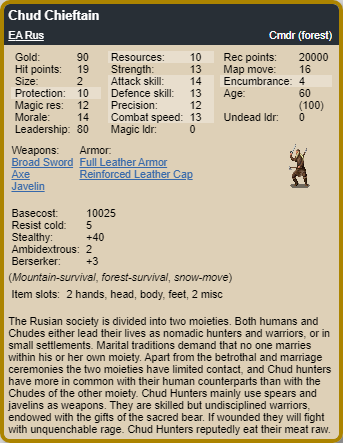 Chud Chieftain
EA Rus Cmdr (forest)
Gold: 90 Resources: 10 Rec points: 20000
Hit points: 19 Strength: 13 Map move: 16
Size: 2 Attack skill: 14 Encumbrance: 4
Protection: 10 Defence skill: 13 Age: 60
Magic res: 12 Precision: 12 (100)
Morale: 14 Combat speed: 13 Undead ldr: 0
Leadership: 80 Magic ldr: 0
Weapons: Armor:
Broad Sword Full Leather Armor
Axe Reinforced Leather Cap
Javelin
Basecost: 10025
Resist cold: 5
Stealthy: +40
Ambidextrous: 2
Berserker: +3
(Mountain-survival, forest-survival, snow-move)
Item slots: 2 hands, head, body, feet, 2 misc
The Rusian society is divided into two moieties. Both humans and
Chudes either lead their lives as nomadic hunters and warriors, or in
small settlements. Marital traditions demand that no one marries
within his or her own moiety. Apart from the betrothal and marriage
ceremonies the two moieties have limited contact, and Chud hunters
have more in common with their human counterparts than with the
Chudes of the other moiety. Chud Hunters mainly use spears and
javelins as weapons. They are skilled but undisciplined warriors,
endowed with the gifts of the sacred bear. If wounded they will fight
with unquenchable rage. Chud Hunters reputedly eat their meat raw.